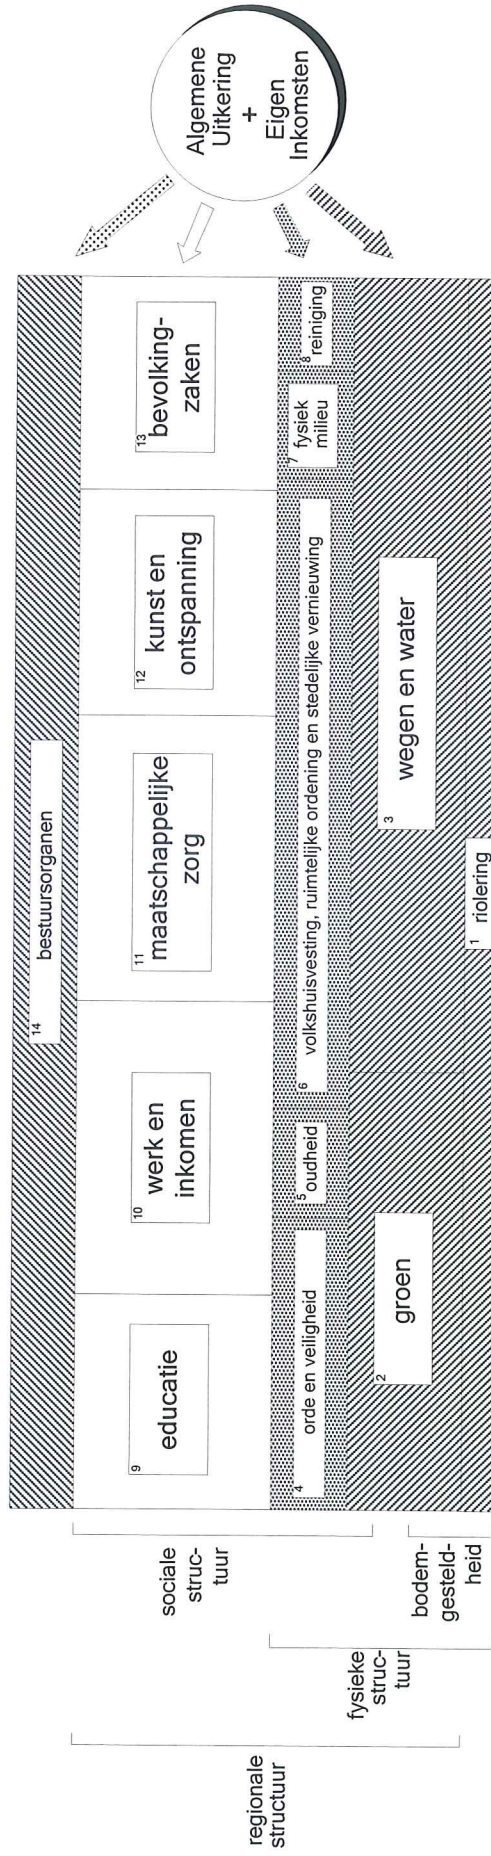 Algemene
Uitkering
+
Eigen
Inkomsten
14 bestuursorganen
9 educatie
10 werk en
inkomen
11 maatschappelijke
zorg
12 kunst en
ontspanning
13 bevolking-
zaken
4 orde en veiligheid
5 oudheid
6 volkshuisvesting, ruimtelijke ordening en stedelijke vernieuwing
7 fysiek
milieu
8 reiniging
2 groen
3 wegen en water
1 riolering
regionale
structuur
sociale
struc-
tuur
fysieke
struc-
tuur
bodem-
gesteld-
heid